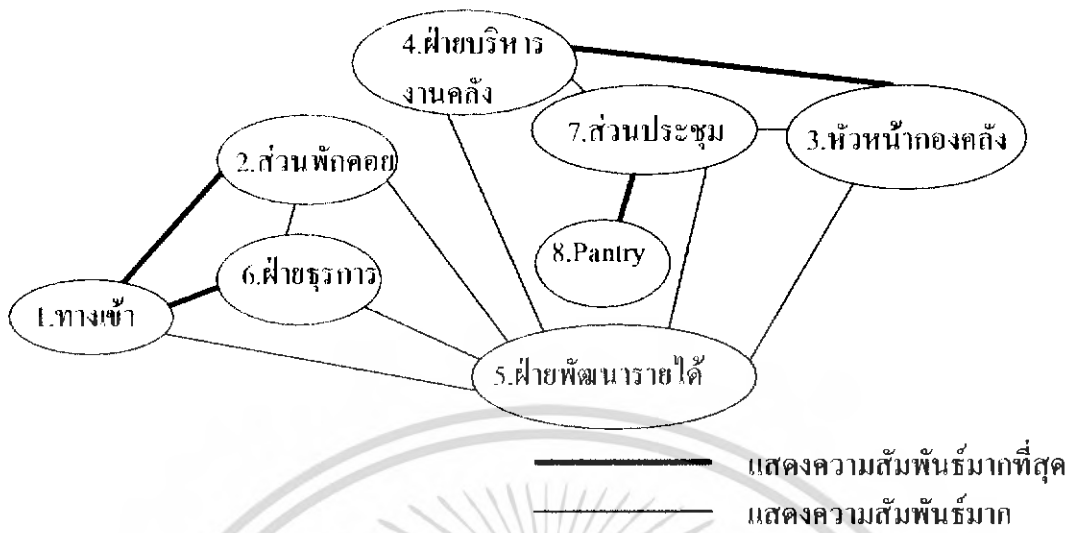 4.ฝ่ายบริหาร
งานคลัง
7.ส่วนประชุม
3.หัวหน้ากองคลัง
2.ส่วนพักคอย
8.Pantry
6.ฝ่ายธุรการ
1.ทางเข้า
5.ฝ่ายพัฒนารายได้
แสดงความสัมพันธ์มากที่สุด
แสดงความสัมพันธ์มาก